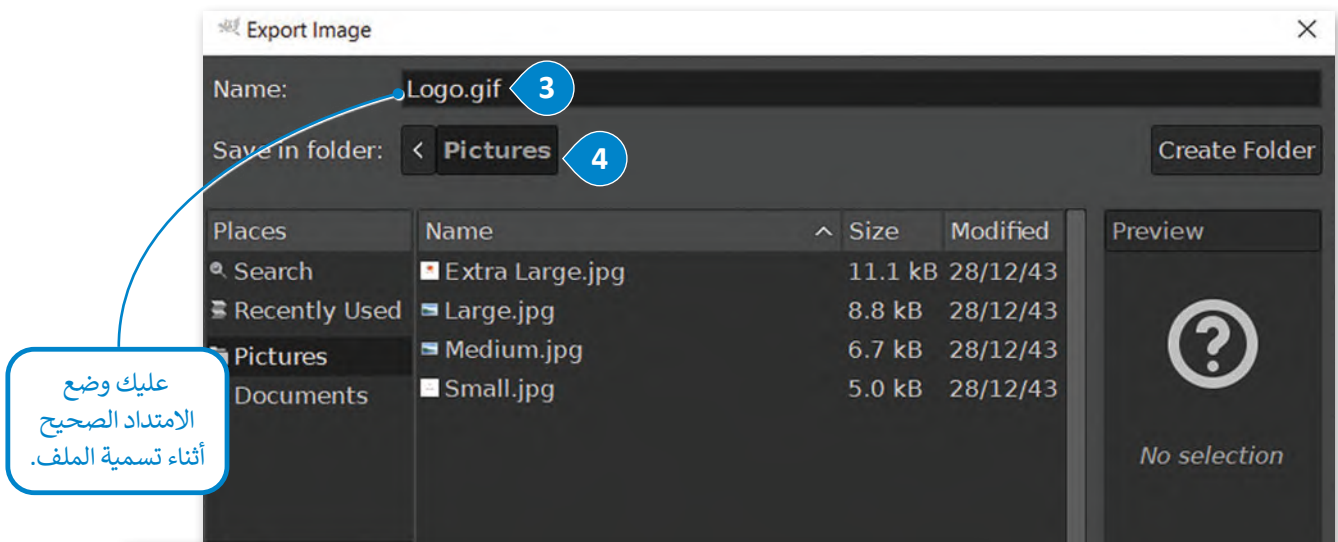 Export Image
Name: Logo.gif 3
Save in folder: < Pictures 4 Create Folder
Places Name Size Modified Preview
Search Extra Large.jpg 11.1 kB 28/12/43
Recently Used Large.jpg 8.8 kB 28/12/43
Pictures Medium.jpg 6.7 kB 28/12/43
Documents Small.jpg 5.0 kB 28/12/43
?
No selection
عليك وضع
الامتداد الصحيح
أثناء تسمية الملف.